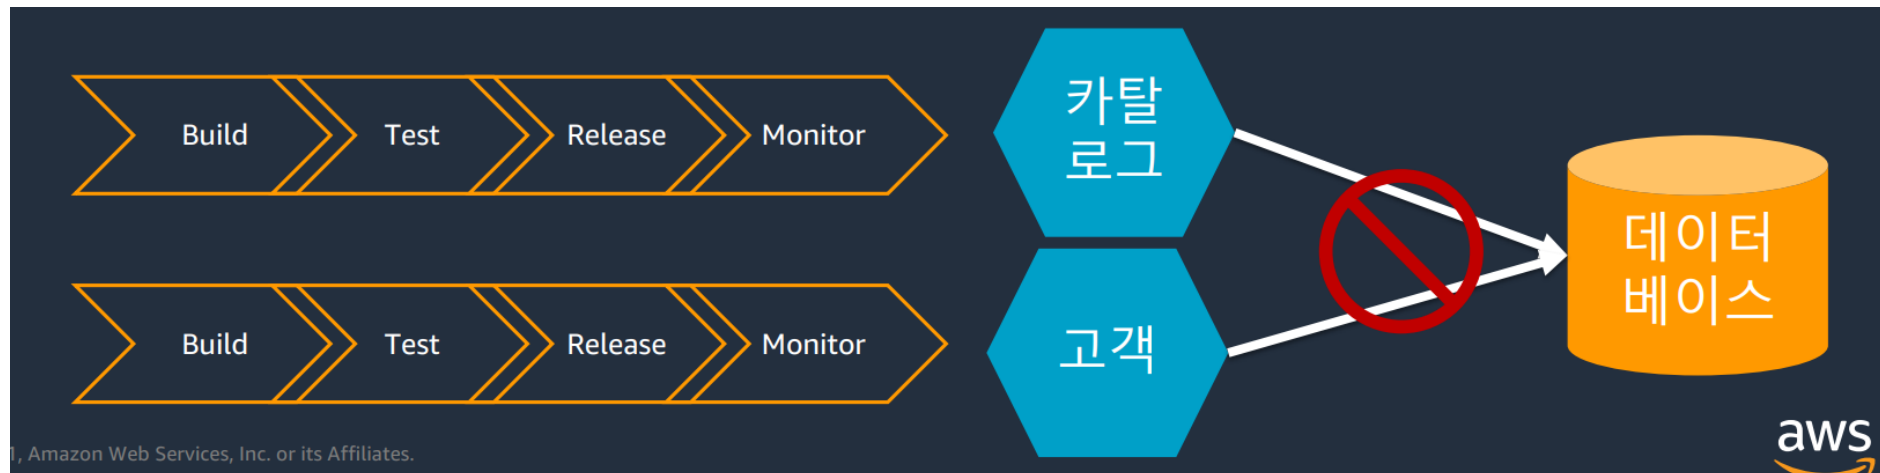 Build Test Release Monitor
카탈
로그
데이터
베이스
Build Test Release Monitor
고객
1, Amazon Web Services, Inc. or its Affiliates.
aws